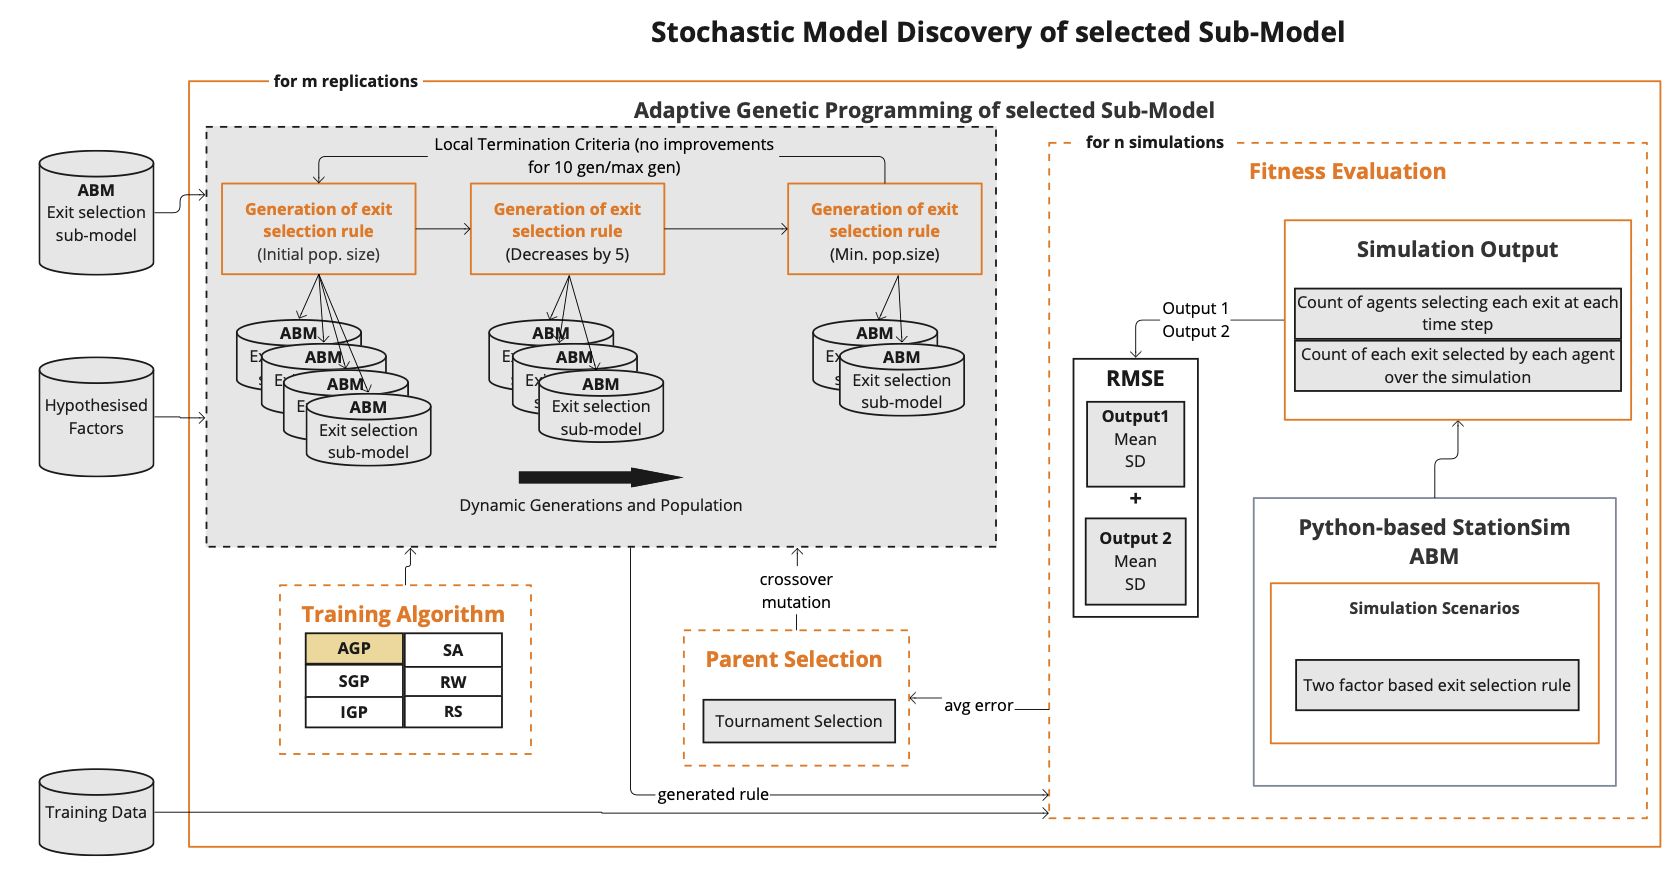 Stochastic Model Discovery of selected Sub-Model
for m replications
Adaptive Genetic Programming of selected Sub-Model
ABM
Exit selection
sub-model
Hypothesised
Factors
Training Data
Local Termination Criteria (no improvements
for 10 gen/max gen)
Generation of exit
selection rule
(Initial pop. size)
Generation of exit
selection rule
(Decreases by 5)
Generation of exit
selection rule
(Min. pop.size)
ABM
Ex
s
ABM
E
ABM
E
ABM
Exit selection
sub-model
ABM
Ex
ABM
Exi
s
ABM
Exit selection
sub-model
ABM
Ex
s
ABM
Exit selection
sub-model
Dynamic Generations and Population
Training Algorithm
AGP
SA
SGP
RW
IGP
RS
crossover
mutation
Parent Selection
Tournament Selection
avg error
generated rule
for n simulations
Fitness Evaluation
Simulation Output
Count of agents selecting each exit at each
time step
Count of each exit selected by each agent
over the simulation
Output 1
Output 2
RMSE
Output1
Mean
SD
+
Output 2
Mean
SD
Python-based StationSim
ABM
Simulation Scenarios
Two factor based exit selection rule